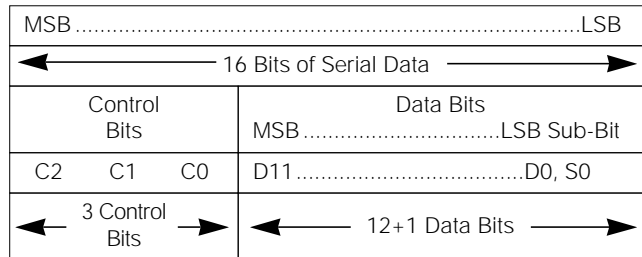 MSB..............................................................................LSB
16 Bits of Serial Data
Control
Bits
Data Bits
MSB..............................LSB Sub-Bit
C2 C1 C0
D11....................................D0, S0
3 Control
Bits
12+1 Data Bits